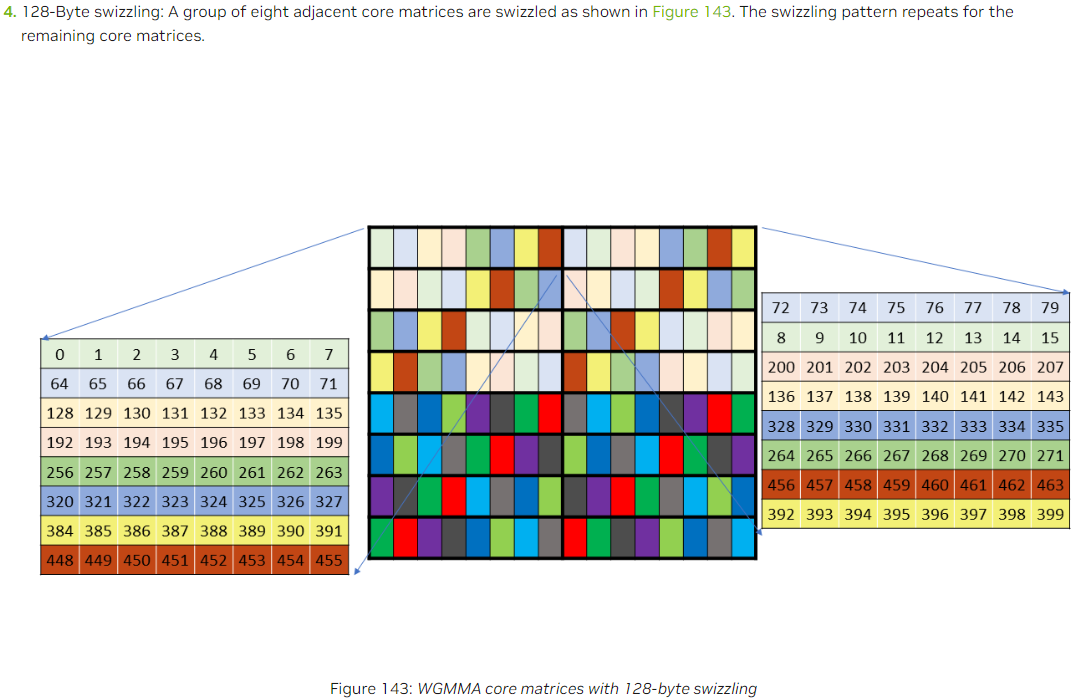 4. 128-Byte swizzling: A group of eight adjacent core matrices are swizzled as shown in Figure 143. The swizzling pattern repeats for the
remaining core matrices.
0 1 2 3 4 5 6 7
64 65 66 67 68 69 70 71
128 129 130 131 132 133 134 135
192 193 194 195 196 197 198 199
256 257 258 259 260 261 262 263
320 321 322 323 324 325 326 327
384 385 386 387 388 389 390 391
448 449 450 451 452 453 454 455
72 73 74 75 76 77 78 79
8 9 10 11 12 13 14 15
200 201 202 203 204 205 206 207
136 137 138 139 140 141 142 143
328 329 330 331 332 333 334 335
264 265 266 267 268 269 270 271
456 457 458 459 460 461 462 463
392 393 394 395 396 397 398 399
Figure 143: WGMMA core matrices with 128-byte swizzling